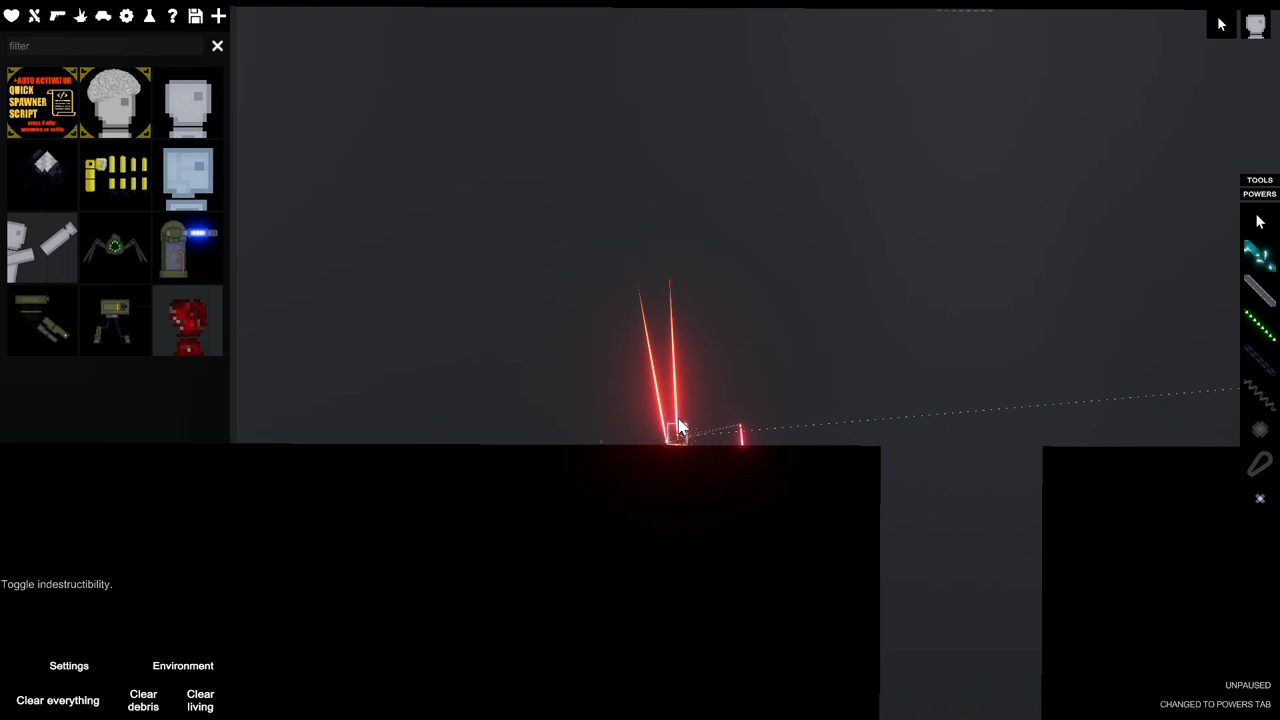 filter
+AUTO ACTIVATOR
QUICK
SPAWNER
SCRIPT
TOOLS
POWERS
Toggle indestructibility.
Settings
Environment
Clear everything
Clear
debris
Clear
living
UNPAUSED
CHANGED TO POWERS TAB